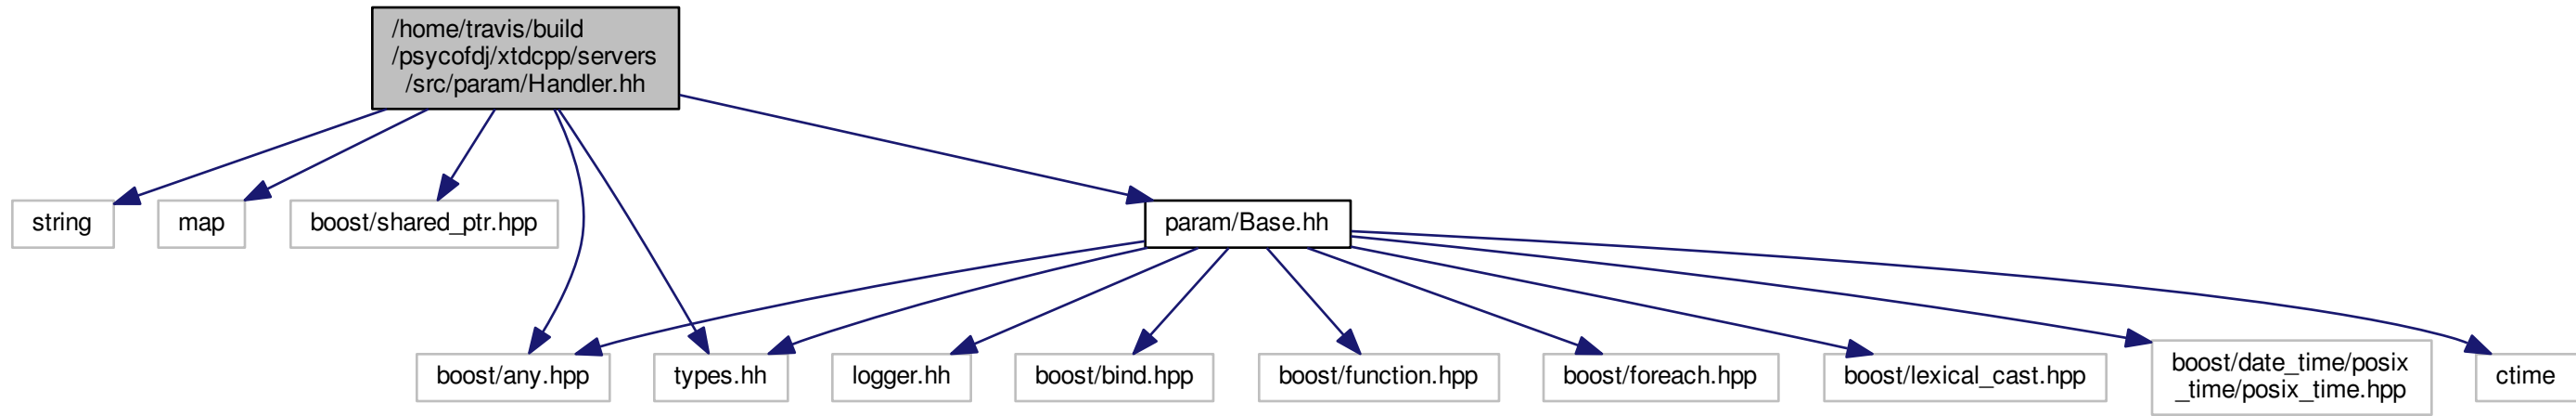 /home/travis/build
/psycofdj/xtdcpp/servers
/src/param/Handler.hh
string
map
boost/shared_ptr.hpp
param/Base.hh
boost/any.hpp
types.hh
logger.hh
boost/bind.hpp
boost/function.hpp
boost/foreach.hpp
boost/lexical_cast.hpp
boost/date_time/posix
_time/posix_time.hpp
ctime